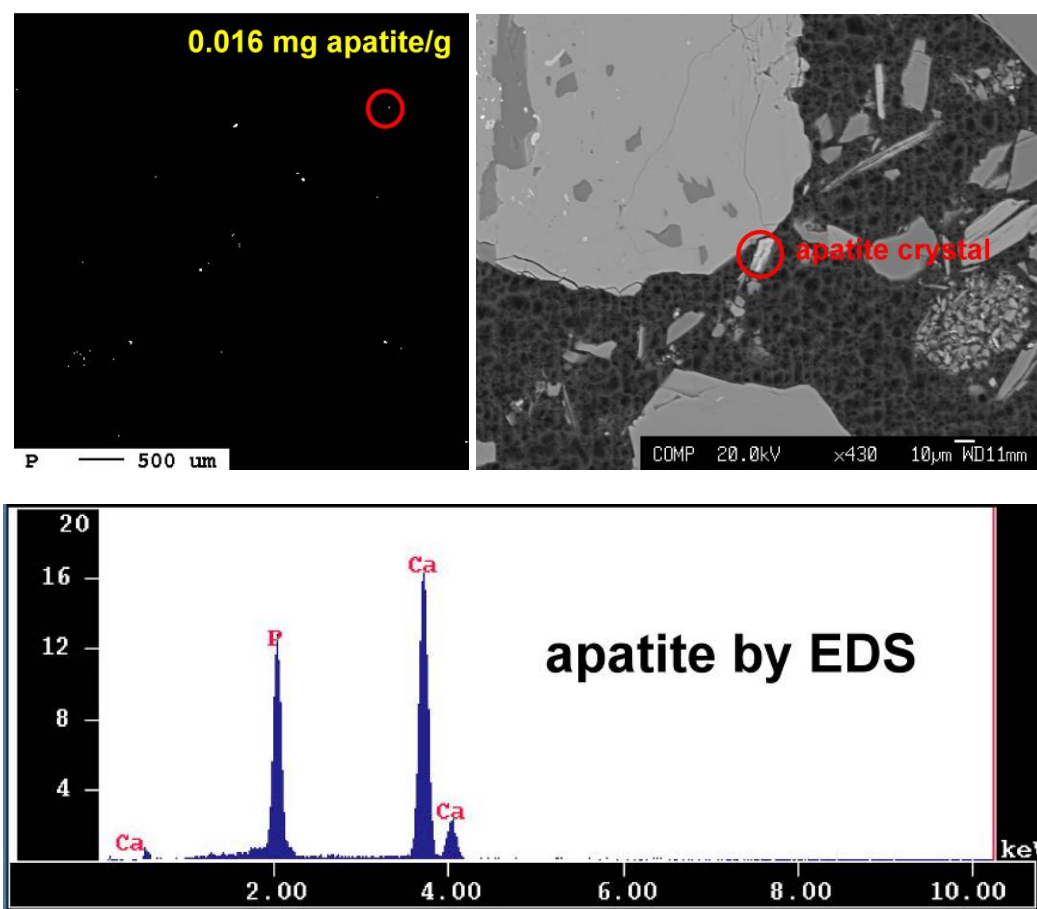 0.016 mg apatite/g
P 500 um
apatite crystal
COMP 20.0kV ×430 10μm WD11mm
20
16
12
8
4
Ca
P
Ca
Ca
apatite by EDS
keV
2.00 4.00 6.00 8.00 10.00